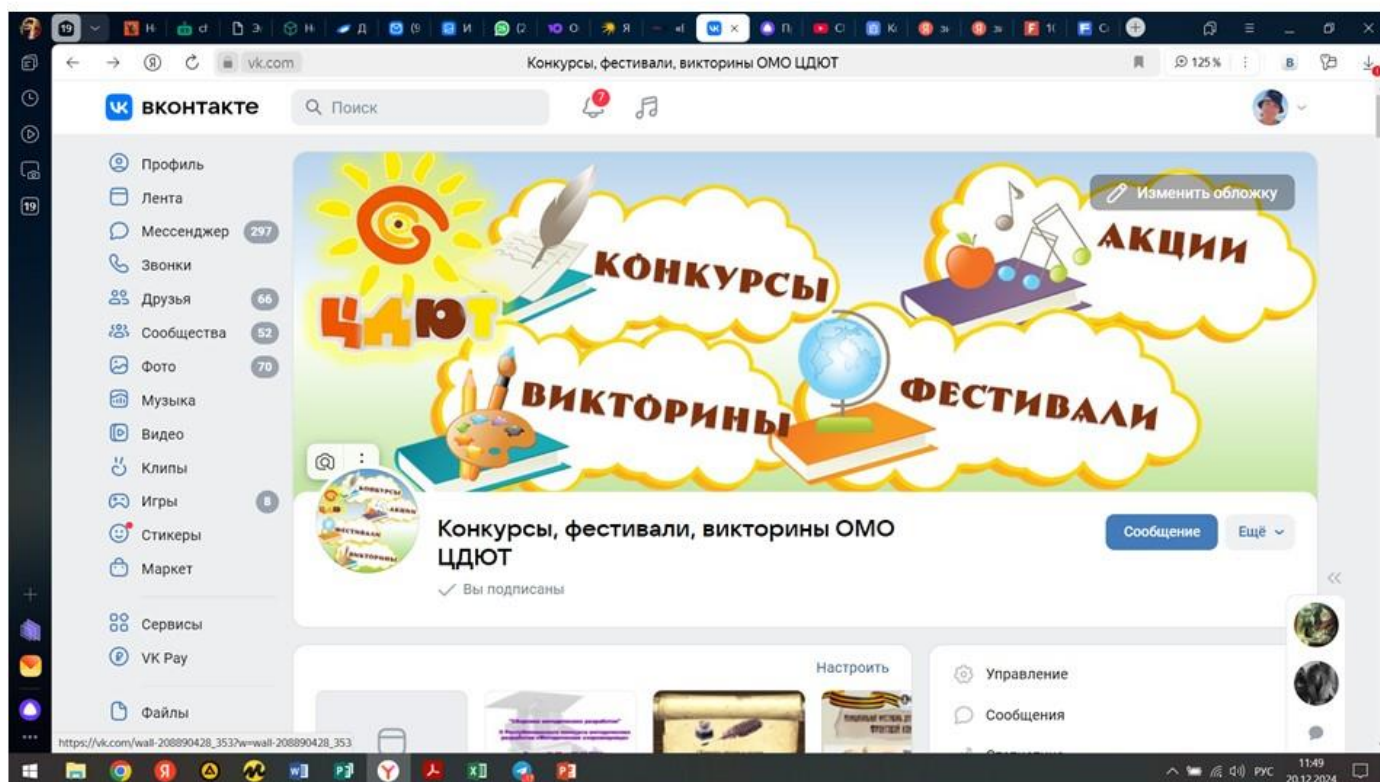 19
vk.com
Конкурсы, фестивали, викторины ОМО ЦДЮТ
125 %
вконтакте
Поиск
7
19
Профиль
Лента
Мессенджер 297
Звонки
Друзья 66
Сообщества 52
Фото 70
Музыка
Видео
Клипы
Игры 8
Стикеры
Маркет
Сервисы
VK Pay
Файлы
Изменить обложку
ЦДЮТ
КОНКУРСЫ
АКЦИИ
ВИКТОРИНЫ
ФЕСТИВАЛИ
Конкурсы, фестивали, викторины ОМО
ЦДЮТ
Вы подписаны
Сообщение
Ещё
Настроить
Управление
Сообщения
https://vk.com/wall-208890428_353?w=wall-208890428_353
РУС
11:49
20.12.2024